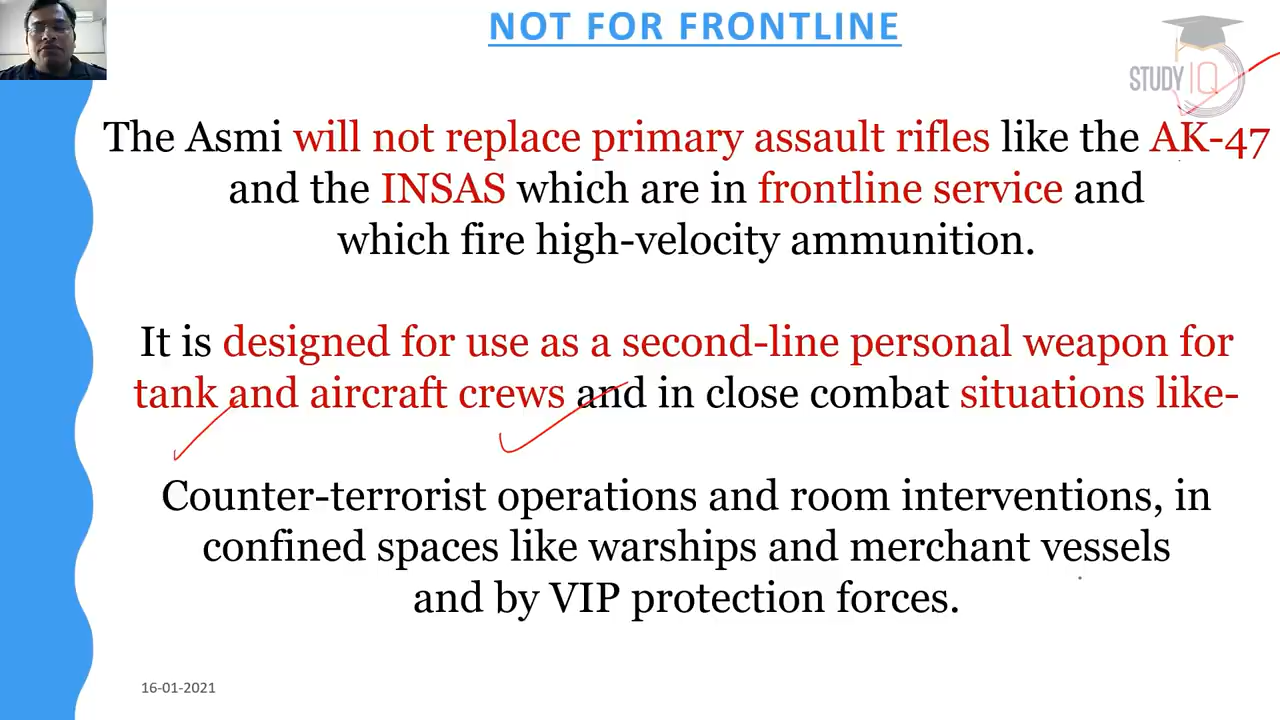 NOT FOR FRONTLINE
STUDY IQ
The Asmi will not replace primary assault rifles like the AK-47
and the INSAS which are in frontline service and
which fire high-velocity ammunition.
It is designed for use as a second-line personal weapon for
tank and aircraft crews and in close combat situations like-
Counter-terrorist operations and room interventions, in
confined spaces like warships and merchant vessels
and by VIP protection forces.
16-01-2021